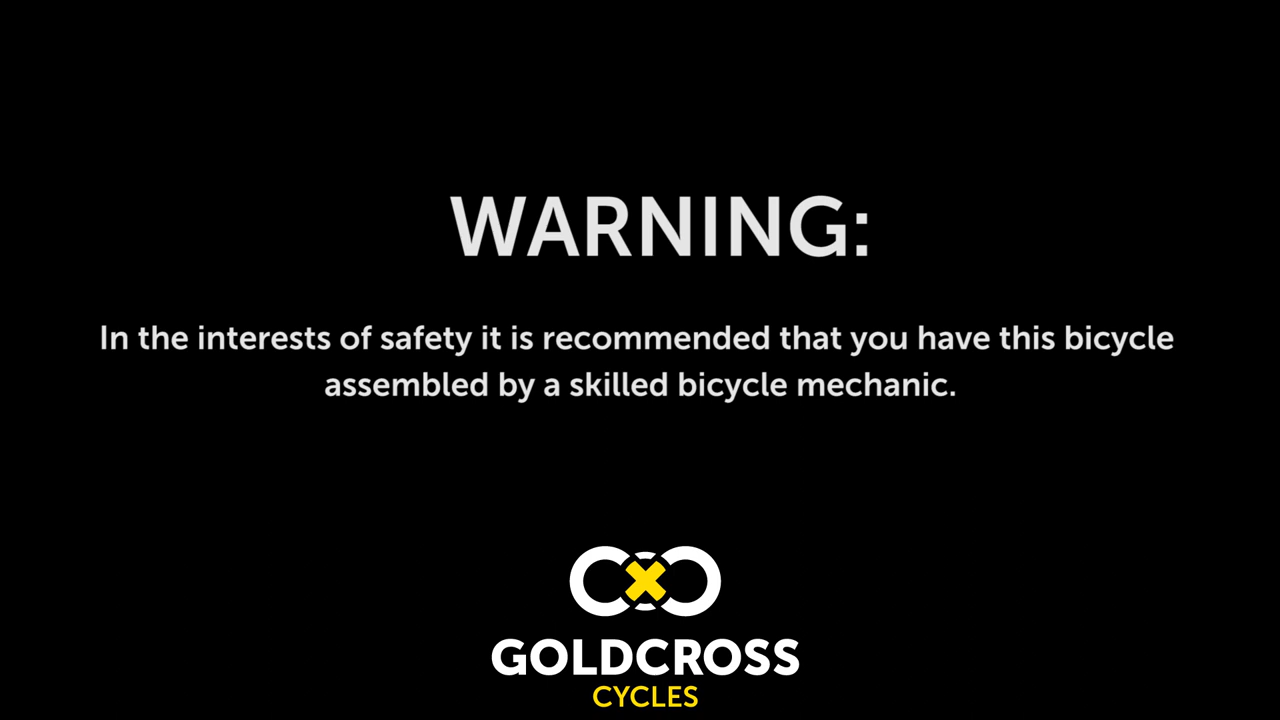 WARNING:
In the interests of safety it is recommended that you have this bicycle
assembled by a skilled bicycle mechanic.
GOLDCROSS
CYCLES